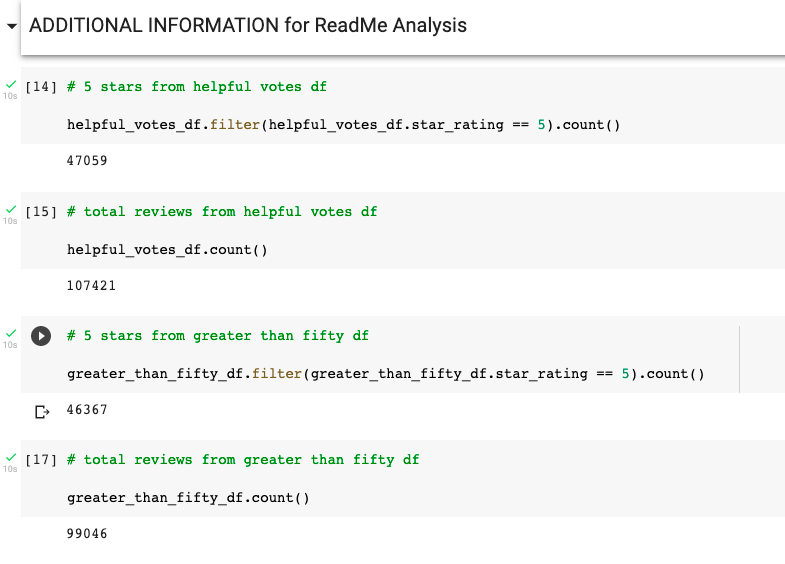 ADDITIONAL INFORMATION for ReadMe Analysis
[14] # 5 stars from helpful votes df
10s
helpful_votes_df.filter(helpful_votes_df.star_rating == 5).count()
47059
[15] # total reviews from helpful votes df
10s
helpful_votes_df.count()
107421
# 5 stars from greater than fifty df
10s
greater_than_fifty_df.filter(greater_than_fifty_df.star_rating == 5).count()
46367
[17] # total reviews from greater than fifty df
10s
greater_than_fifty_df.count()
99046